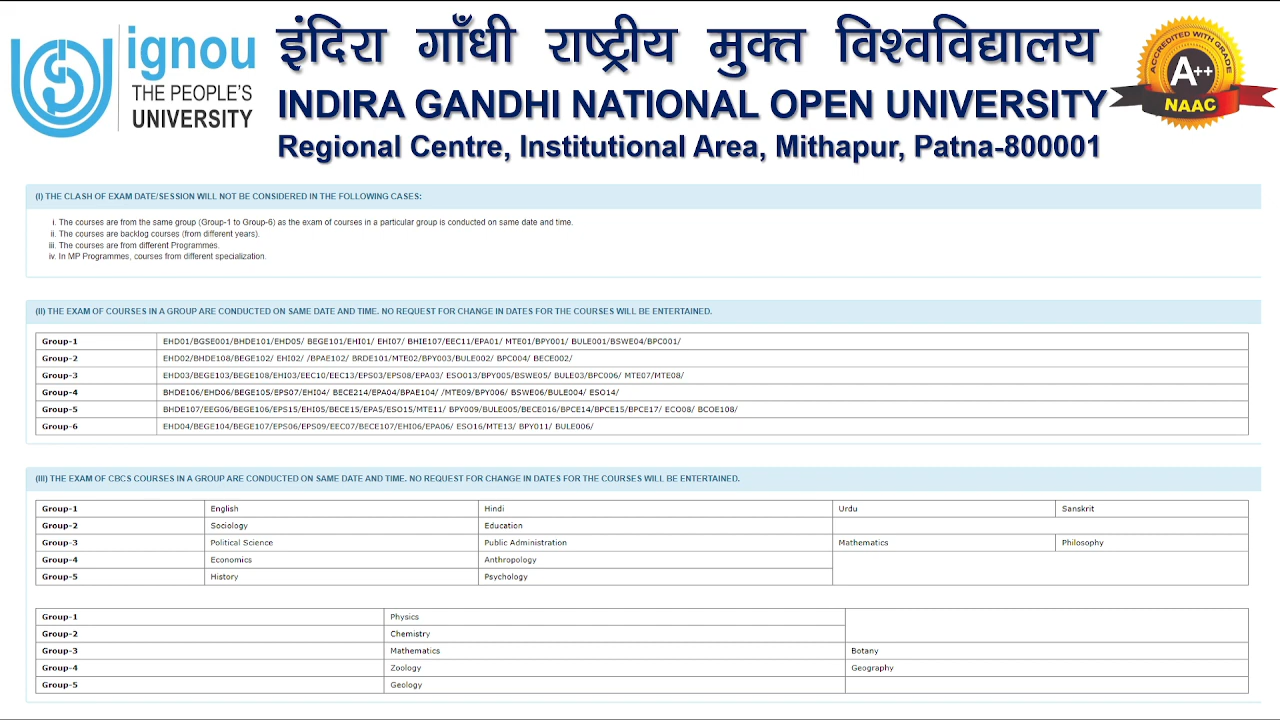 ignou
THE PEOPLE'S
UNIVERSITY
इंदिरा गाँधी राष्ट्रीय मुक्त विश्वविद्यालय
INDIRA GANDHI NATIONAL OPEN UNIVERSITY
Regional Centre, Institutional Area, Mithapur, Patna-800001
ACCREDITED WITH GRADE
A++
NAAC
(I) THE CLASH OF EXAM DATE/SESSION WILL NOT BE CONSIDERED IN THE FOLLOWING CASES:
i. The courses are from the same group (Group-1 to Group-6) as the exam of courses in a particular group is conducted on same date and time.
ii. The courses are backlog courses (from different years).
iii. The courses are from different Programmes.
iv. In MP Programmes, courses from different specialization.
(II) THE EXAM OF COURSES IN A GROUP ARE CONDUCTED ON SAME DATE AND TIME. NO REQUEST FOR CHANGE IN DATES FOR THE COURSES WILL BE ENTERTAINED.
Group-1 EHD01/BGSE001/BHDE101/EHD05/ BEGE101/EHI01/ EHI07/ BHIE107/EEC11/EPA01/ MTE01/BPY001/ BULE001/BSWE04/BPC001/
Group-2 EHD02/BHDE108/BEGE102/ EHI02/ /BPAE102/ BRDE101/MTE02/BPY003/BULE002/ BPC004/ BECE002/
Group-3 EHD03/BEGE103/BEGE108/EHI03/EEC10/EEC13/EPS03/EPS08/EPA03/ ESO013/BPY005/BSWE05/ BULE03/BPC006/ MTE07/MTE08/
Group-4 BHDE106/EHD06/BEGE105/EPS07/EHI04/ BECE214/EPA04/BPAE104/ /MTE09/BPY006/ BSWE06/BULE004/ ESO14/
Group-5 BHDE107/EEG06/BEGE106/EPS15/EHI05/BECE15/EPA5/ESO15/MTE11/ BPY009/BULE005/BECE016/BPCE14/BPCE15/BPCE17/ ECO08/ BCOE108/
Group-6 EHD04/BEGE104/BEGE107/EPS06/EPS09/EEC07/BECE107/EHI06/EPA06/ ESO16/MTE13/ BPY011/ BULE006/
(III) THE EXAM OF CBCS COURSES IN A GROUP ARE CONDUCTED ON SAME DATE AND TIME. NO REQUEST FOR CHANGE IN DATES FOR THE COURSES WILL BE ENTERTAINED.
Group-1 English Hindi Urdu Sanskrit
Group-2 Sociology Education
Group-3 Political Science Public Administration Mathematics Philosophy
Group-4 Economics Anthropology
Group-5 History Psychology
Group-1 Physics
Group-2 Chemistry
Group-3 Mathematics Botany
Group-4 Zoology Geography
Group-5 Geology